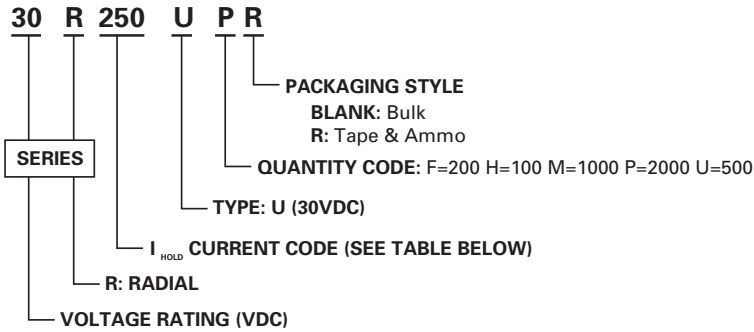 30 R 250 U P R
PACKAGING STYLE
BLANK: Bulk
R: Tape & Ammo
SERIES
QUANTITY CODE: F=200 H=100 M=1000 P=2000 U=500
TYPE: U (30VDC)
I HOLD CURRENT CODE (SEE TABLE BELOW)
R: RADIAL
VOLTAGE RATING (VDC)